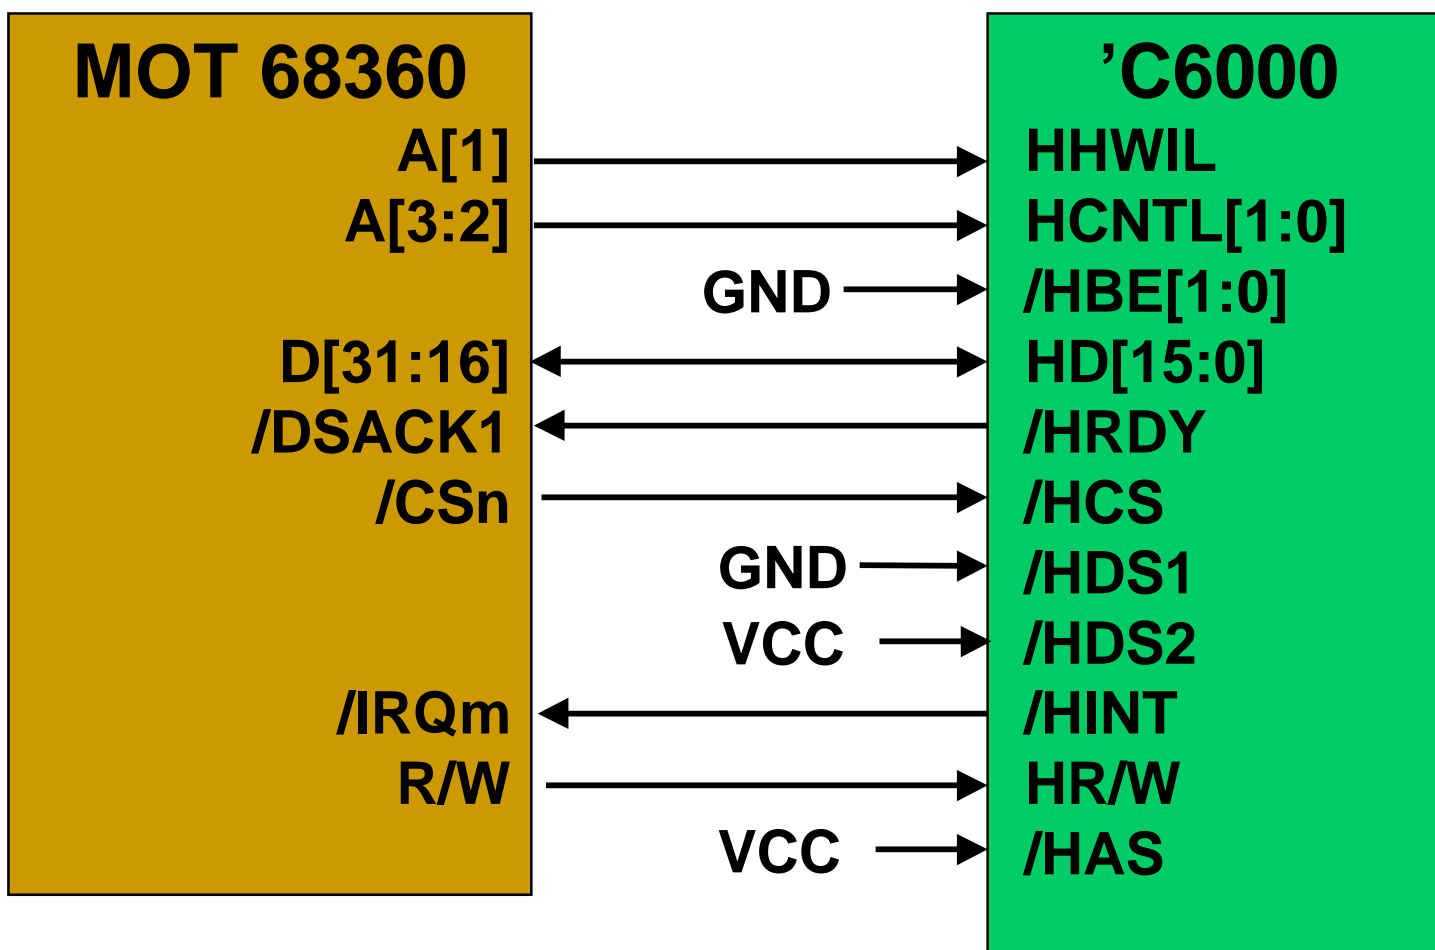 MOT 68360
'C6000
A[1]
HHWIL
A[3:2]
HCNTL[1:0]
GND
/HBE[1:0]
D[31:16]
HD[15:0]
/DSACK1
/HRDY
/CSn
/HCS
GND
/HDS1
VCC
/HDS2
/IRQm
/HINT
R/W
HR/W
VCC
/HAS